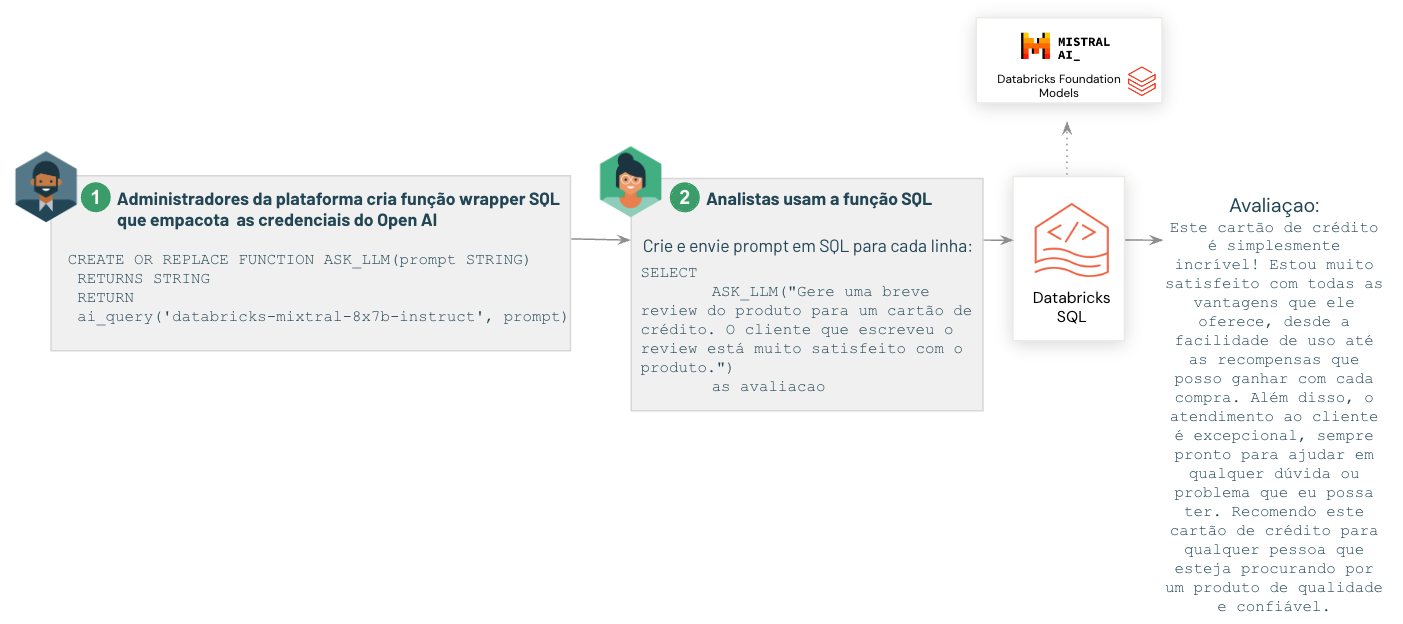 MISTRAL
AI_
Databricks Foundation
Models
1 Administradores da plataforma cria função wrapper SQL
que empacota as credenciais do Open AI
CREATE OR REPLACE FUNCTION ASK_LLM(prompt STRING)
RETURNS STRING
RETURN
ai_query('databricks-mixtral-8x7b-instruct', prompt)
2 Analistas usam a função SQL
Crie e envie prompt em SQL para cada linha:
SELECT
ASK_LLM("Gere uma breve
review do produto para um cartão de
crédito. O cliente que escreveu o
review está muito satisfeito com o
produto.")
as avaliacao
</>
Databricks
SQL
Avaliaçao:
Este cartão de crédito
é simplesmente
incrível! Estou muito
satisfeito com todas as
vantagens que ele
oferece, desde a
facilidade de uso até
as recompensas que
posso ganhar com cada
compra. Além disso, o
atendimento ao cliente
é excepcional, sempre
pronto para ajudar em
qualquer dúvida ou
problema que eu possa
ter. Recomendo este
cartão de crédito para
qualquer pessoa que
esteja procurando por
um produto de qualidade
e confiável.